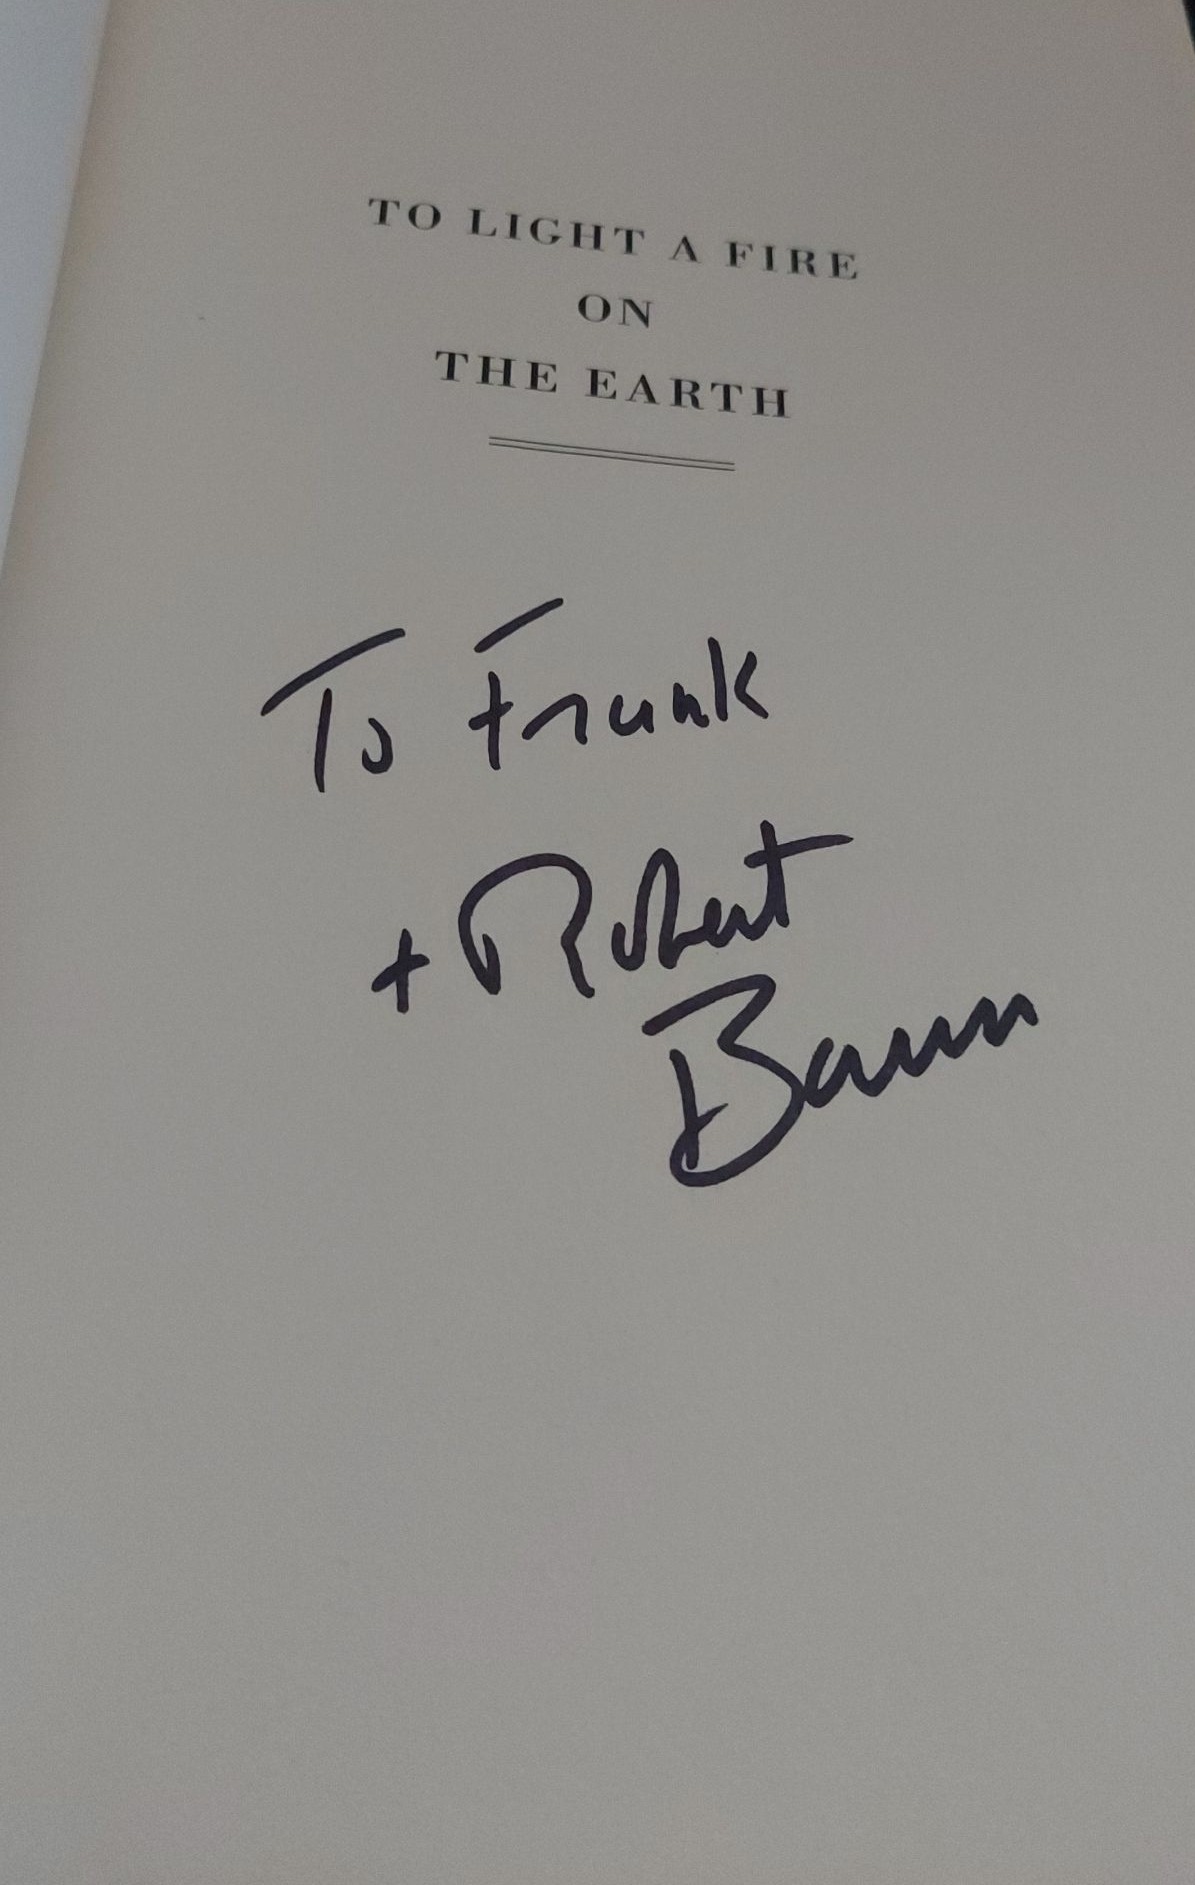 TO LIGHT A FIRE
ON
THE EARTH
To Frank
+ Robert
Barron